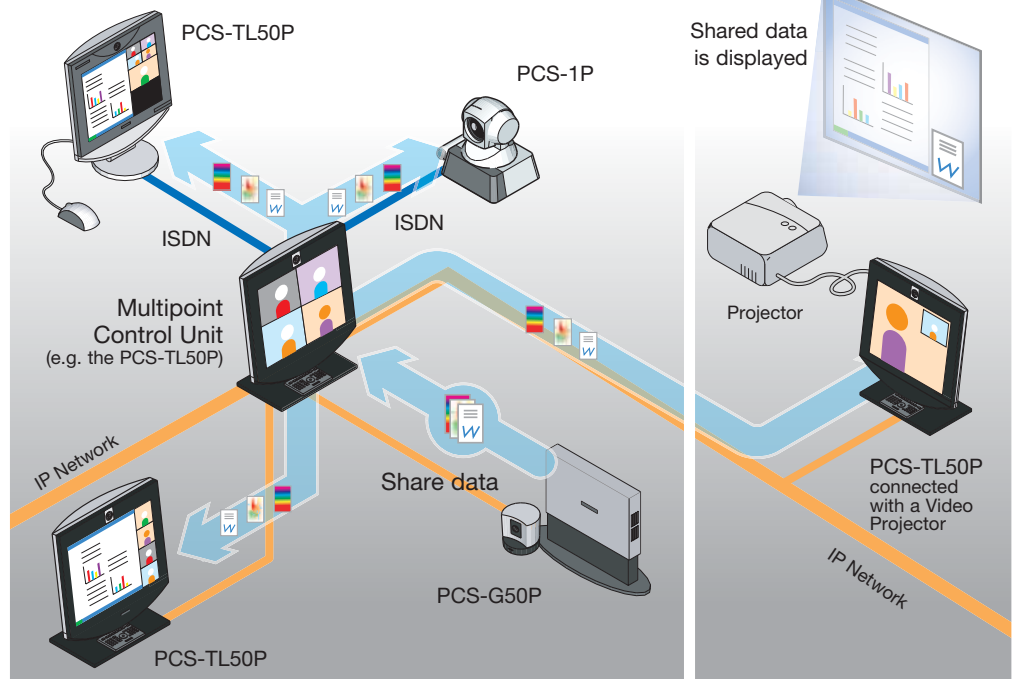 PCS-TL50P
PCS-1P
Shared data
is displayed
ISDN
ISDN
Multipoint
Control Unit
(e.g. the PCS-TL50P)
Projector
IP Network
Share data
PCS-TL50P
connected
with a Video
Projector
IP Network
PCS-G50P
PCS-TL50P